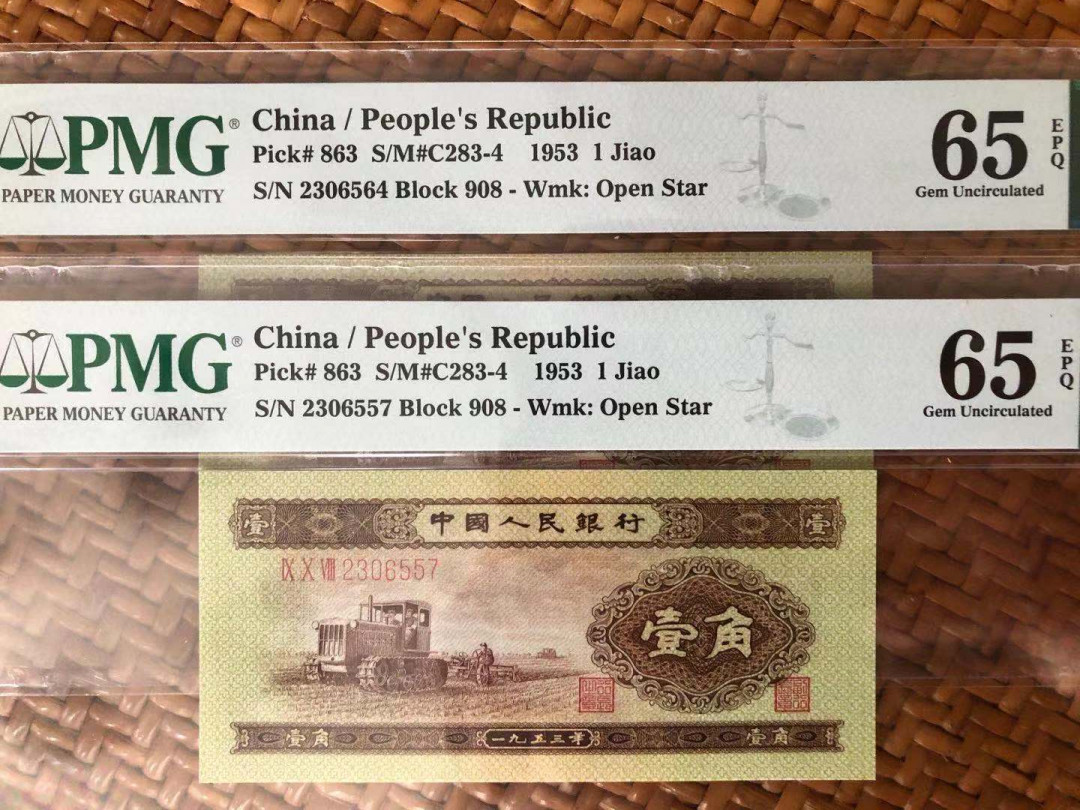 PMG®
PAPER MONEY GUARANTY
China / People's Republic
Pick# 863 S/M#C283-4 1953 1 Jiao
S/N 2306564 Block 908 - Wmk: Open Star
65
EPQ
Gem Uncirculated
PMG®
PAPER MONEY GUARANTY
China / People's Republic
Pick# 863 S/M#C283-4 1953 1 Jiao
S/N 2306557 Block 908 - Wmk: Open Star
65
EPQ
Gem Uncirculated
壹 中國人民銀行 壹
IX X VIII 2306557
壹角
壹角 一九五三年 壹角